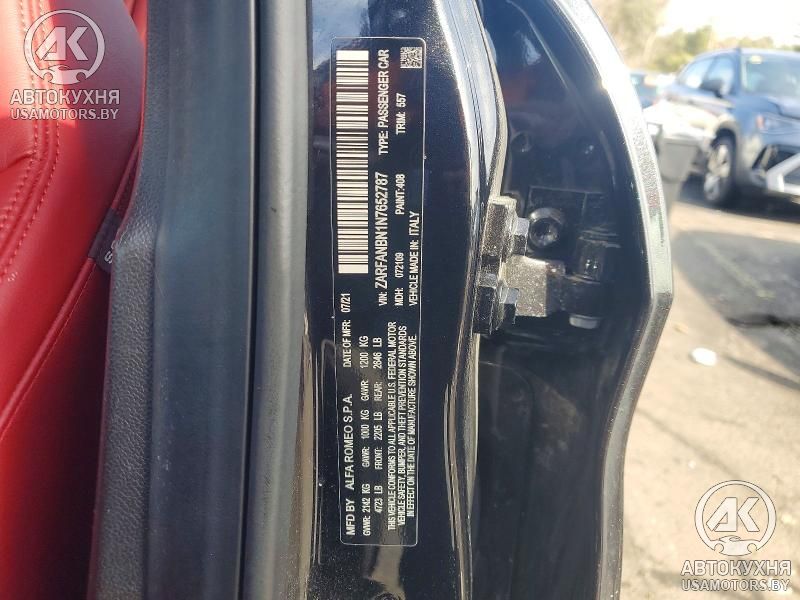 MFD BY ALFA ROMEO S.P.A. DATE OF MFR: 07/21
GVWR: 2142 KG GAWR: 1000 KG GAWR: 1200 KG
4723 LB FRONT: 2205 LB REAR: 2646 LB
THIS VEHICLE CONFORMS TO ALL APPLICABLE U.S. FEDERAL MOTOR
VEHICLE SAFETY, BUMPER, AND THEFT PREVENTION STANDARDS
IN EFFECT ON THE DATE OF MANUFACTURE SHOWN ABOVE.
VIN: ZARFANBN1N7652787 TYPE: PASSENGER CAR
MDH: 072109 PAINT: 408 TRIM: 557
VEHICLE MADE IN: ITALY
АК
АВТОКУХНЯ
USAMOTORS.BY
АК
АВТОКУХНЯ
USAMOTORS.BY